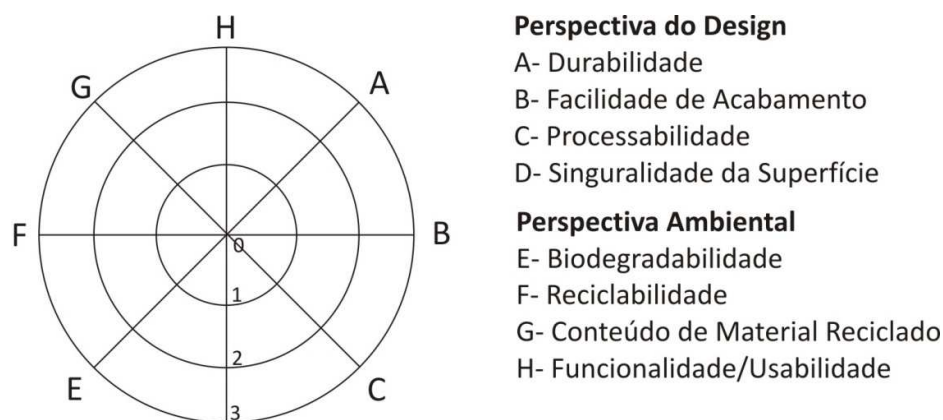 H
G
A
F
B
0
1
2
3
E
C
Perspectiva do Design
A- Durabilidade
B- Facilidade de Acabamento
C- Processabilidade
D- Singuralidade da Superfície
Perspectiva Ambiental
E- Biodegradabilidade
F- Reciclabilidade
G- Conteúdo de Material Reciclado
H- Funcionalidade/Usabilidade